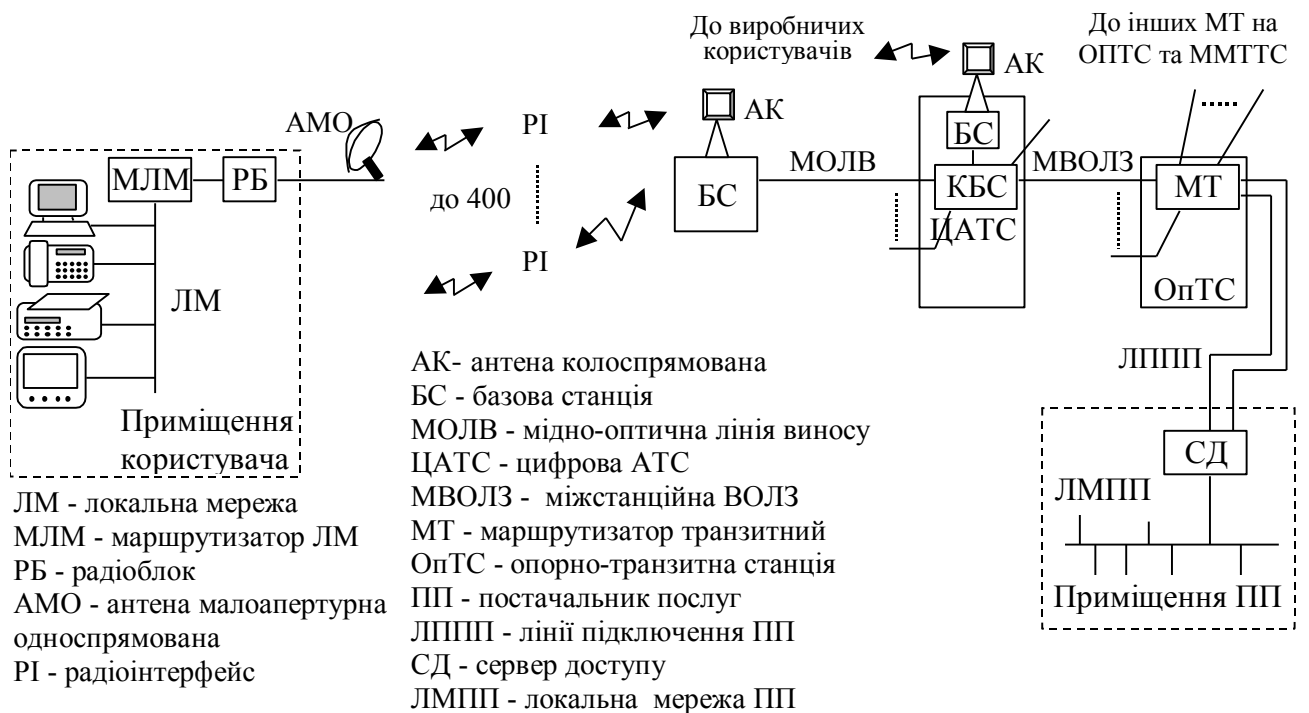 До виробничих
користувачів
До інших МТ на
ОПТС та ММТТС
АК
АМО
РІ
АК
БС
МЛМ
РБ
МОЛВ
МВОЛЗ
до 400
БС
КБС
МТ
ЦАТС
РІ
ЛМ
ОпТС
ЛППП
Приміщення
користувача
СД
ЛМПП
Приміщення ПП
ЛМ - локальна мережа
МЛМ - маршрутизатор ЛМ
РБ - радіоблок
АМО - антена малоапертурна
односпрямована
РІ - радіоінтерфейс
АК- антена колоспрямована
БС - базова станція
МОЛВ - мідно-оптична лінія виносу
ЦАТС - цифрова АТС
МВОЛЗ - міжстанційна ВОЛЗ
МТ - маршрутизатор транзитний
ОпТС - опорно-транзитна станція
ПП - постачальник послуг
ЛППП - лінії підключення ПП
СД - сервер доступу
ЛМПП - локальна мережа ПП